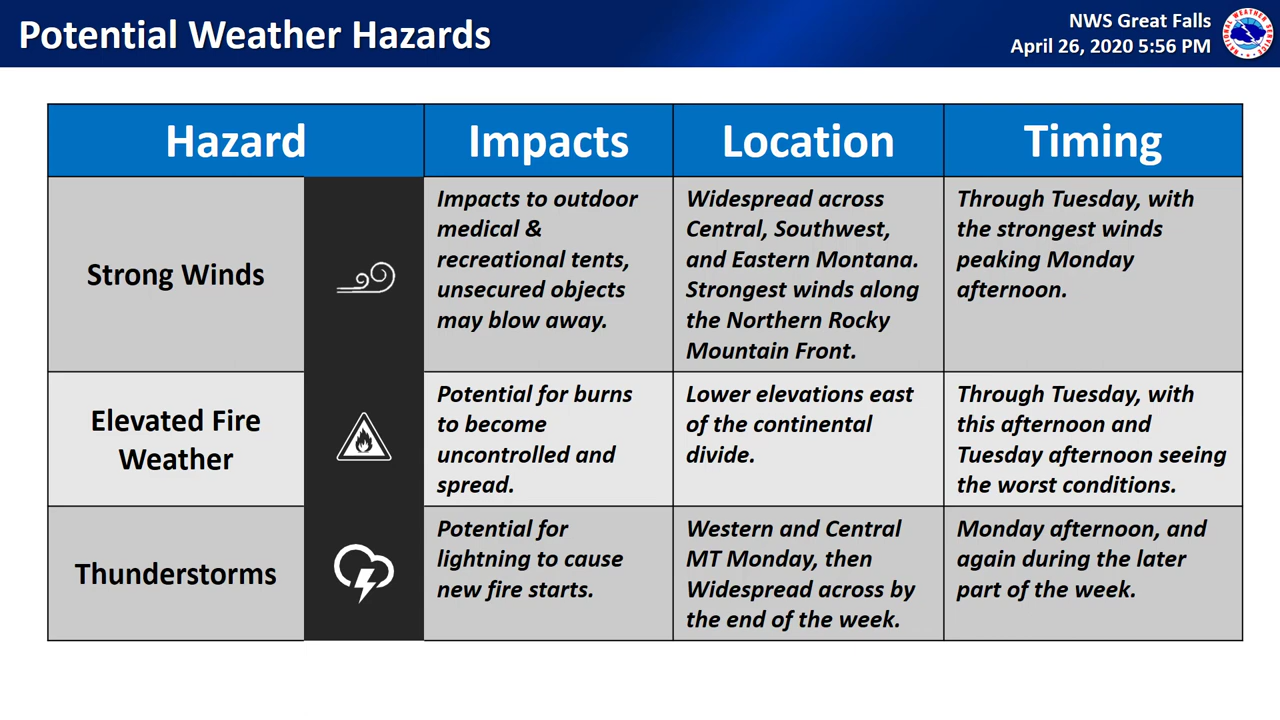 Potential Weather Hazards
NWS Great Falls
April 26, 2020 5:56 PM
NATIONAL WEATHER SERVICE
Hazard
Impacts
Location
Timing
Strong Winds
Impacts to outdoor
medical &
recreational tents,
unsecured objects
may blow away.
Widespread across
Central, Southwest,
and Eastern Montana.
Strongest winds along
the Northern Rocky
Mountain Front.
Through Tuesday, with
the strongest winds
peaking Monday
afternoon.
Elevated Fire
Weather
Potential for burns
to become
uncontrolled and
spread.
Lower elevations east
of the continental
divide.
Through Tuesday, with
this afternoon and
Tuesday afternoon seeing
the worst conditions.
Thunderstorms
Potential for
lightning to cause
new fire starts.
Western and Central
MT Monday, then
Widespread across by
the end of the week.
Monday afternoon, and
again during the later
part of the week.